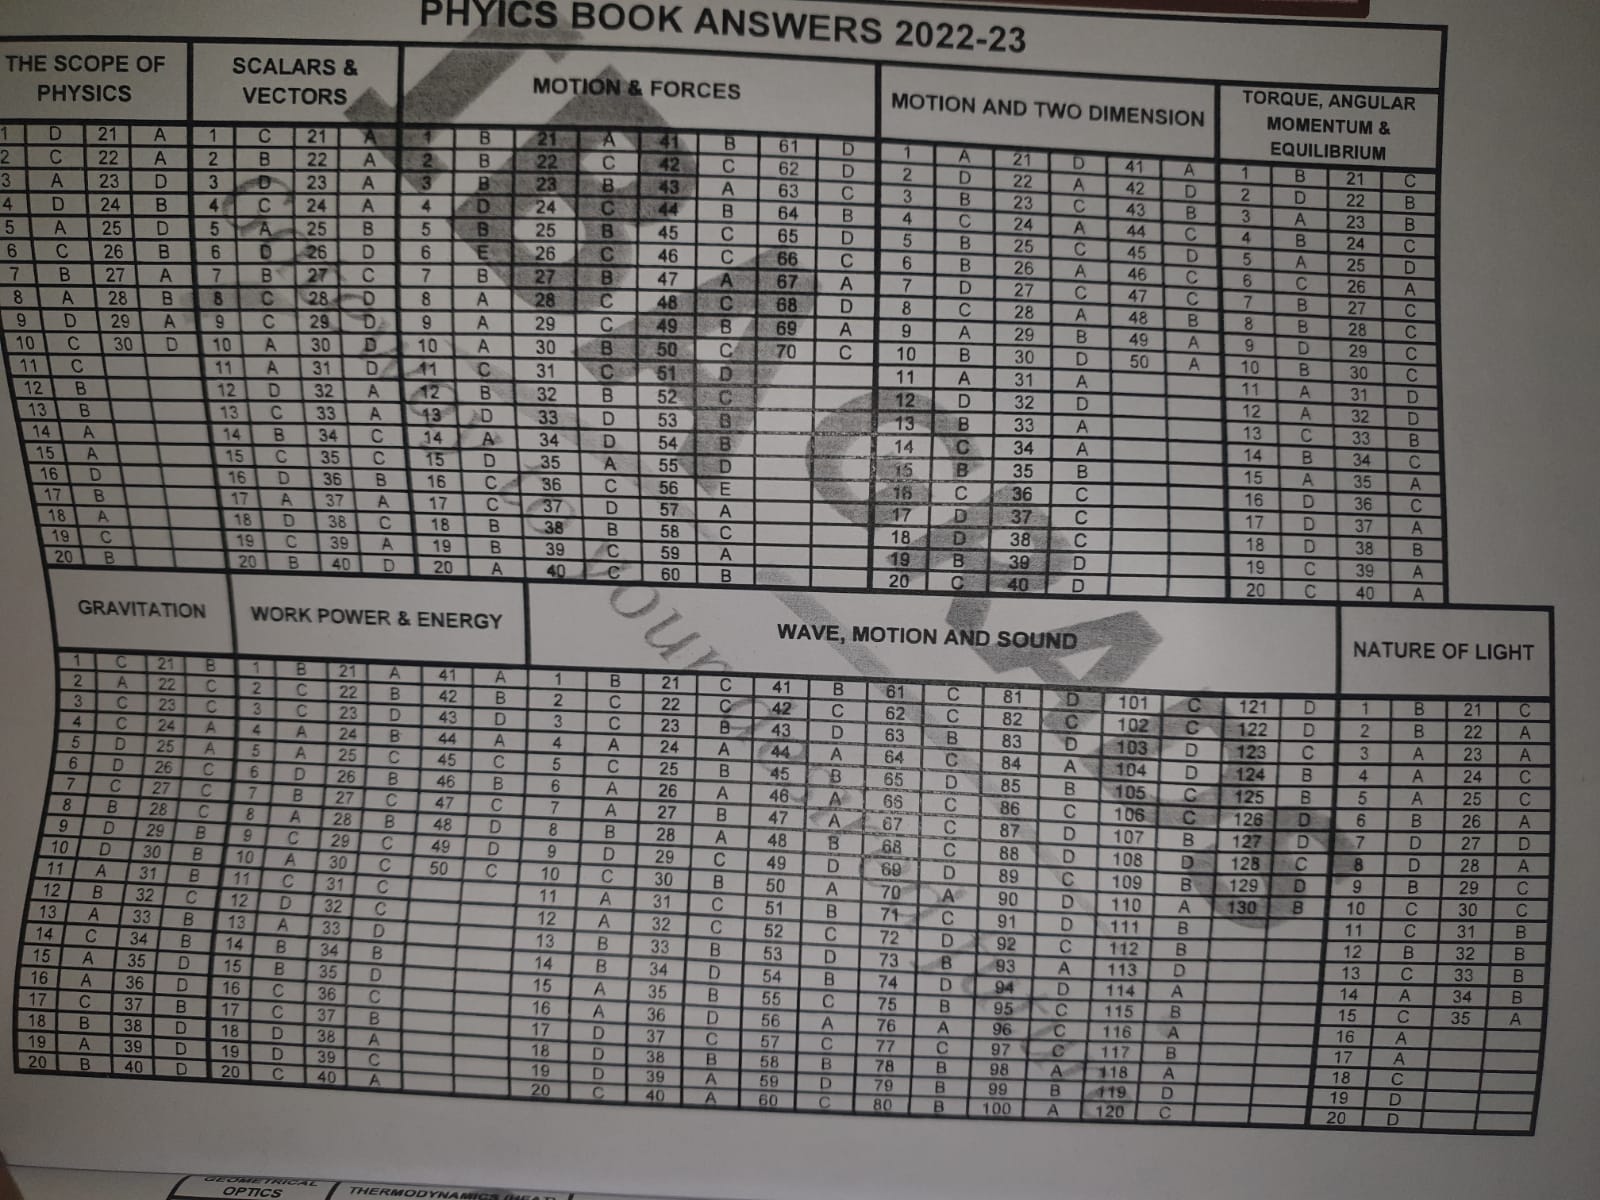 PHYICS BOOK ANSWERS 2022-23
THE SCOPE OF
PHYSICS
1 D 21 A
2 C 22 A
3 A 23 D
4 D 24 B
5 A 25 D
6 C 26 B
7 B 27 A
8 A 28 B
9 D 29 A
10 C 30 D
11 C
12 B
13 B
14 A
15 A
16 D
17 B
18 A
19 C
20 B
SCALARS &
VECTORS
1 C 21 A
2 B 22 A
3 D 23 A
4 C 24 A
5 A 25 B
6 D 26 D
7 B 27 C
8 C 28 D
9 C 29 D
10 A 30 D
11 A 31 D
12 D 32 A
13 C 33 A
14 B 34 C
15 C 35 C
16 D 36 B
17 A 37 A
18 D 38 C
19 C 39 A
20 B 40 D
MOTION & FORCES
1 B 21 A 41 B 61 D
2 B 22 C 42 C 62 D
3 B 23 B 43 A 63 C
4 D 24 C 44 B 64 B
5 B 25 B 45 C 65 D
6 E 26 C 46 C 66 C
7 B 27 B 47 A 67 A
8 A 28 C 48 C 68 D
9 A 29 C 49 B 69 A
10 A 30 B 50 C 70 C
11 C 31 C 51 D
12 B 32 B 52 C
13 D 33 D 53 B
14 A 34 D 54 B
15 D 35 A 55 D
16 C 36 C 56 E
17 C 37 D 57 A
18 B 38 B 58 C
19 B 39 C 59 A
20 A 40 C 60 B
MOTION AND TWO DIMENSION
1 A 21 D 41 A
2 D 22 A 42 D
3 B 23 C 43 B
4 C 24 A 44 C
5 B 25 C 45 D
6 B 26 A 46 C
7 D 27 C 47 C
8 C 28 A 48 B
9 A 29 B 49 A
10 B 30 D 50 A
11 A 31 A
12 D 32 D
13 B 33 A
14 C 34 A
15 B 35 B
16 C 36 C
17 D 37 C
18 D 38 C
19 B 39 D
20 C 40 D
TORQUE, ANGULAR
MOMENTUM &
EQUILIBRIUM
1 B 21 C
2 D 22 B
3 A 23 B
4 B 24 C
5 A 25 D
6 C 26 A
7 B 27 C
8 B 28 C
9 D 29 C
10 B 30 C
11 A 31 D
12 A 32 D
13 C 33 B
14 B 34 C
15 A 35 A
16 D 36 C
17 D 37 A
18 D 38 B
19 C 39 A
20 C 40 A
GRAVITATION
1 C 21 B
2 A 22 C
3 C 23 C
4 C 24 A
5 D 25 A
6 D 26 C
7 C 27 C
8 B 28 C
9 D 29 B
10 D 30 B
11 A 31 B
12 B 32 C
13 A 33 B
14 C 34 B
15 A 35 D
16 A 36 D
17 C 37 B
18 B 38 D
19 A 39 D
20 B 40 D
WORK POWER & ENERGY
1 B 21 A 41 A
2 C 22 B 42 B
3 C 23 D 43 D
4 A 24 B 44 A
5 A 25 C 45 C
6 D 26 B 46 B
7 B 27 C 47 C
8 A 28 B 48 D
9 C 29 C 49 D
10 A 30 C 50 C
11 C 31 C
12 D 32 C
13 A 33 D
14 B 34 B
15 B 35 D
16 C 36 C
17 C 37 B
18 D 38 A
19 D 39 C
20 C 40 A
WAVE, MOTION AND SOUND
1 B 21 C 41 B 61 C 81 D 101 C 121 D
2 C 22 C 42 C 62 C 82 C 102 C 122 D
3 C 23 B 43 D 63 B 83 D 103 D 123 C
4 A 24 A 44 A 64 C 84 A 104 D 124 B
5 C 25 B 45 B 65 D 85 B 105 C 125 B
6 A 26 A 46 A 66 C 86 C 106 C 126 D
7 A 27 B 47 A 67 C 87 D 107 B 127 D
8 B 28 A 48 B 68 C 88 D 108 D 128 C
9 D 29 C 49 D 69 D 89 C 109 B 129 D
10 C 30 B 50 A 70 A 90 D 110 A 130 B
11 A 31 C 51 B 71 C 91 D 111 B
12 A 32 C 52 C 72 D 92 C 112 B
13 B 33 B 53 D 73 B 93 A 113 D
14 B 34 D 54 B 74 D 94 D 114 A
15 A 35 B 55 C 75 B 95 C 115 B
16 A 36 D 56 A 76 A 96 C 116 A
17 D 37 C 57 C 77 C 97 C 117 B
18 D 38 B 58 B 78 B 98 A 118 A
19 D 39 A 59 D 79 B 99 B 119 D
20 C 40 A 60 C 80 B 100 A 120 C
NATURE OF LIGHT
1 B 21 C
2 B 22 A
3 A 23 A
4 A 24 C
5 A 25 C
6 B 26 A
7 D 27 D
8 D 28 A
9 B 29 C
10 C 30 C
11 C 31 B
12 B 32 B
13 C 33 B
14 A 34 B
15 C 35 A
16 A
17 A
18 C
19 D
20 D
GEOMETRICAL
OPTICS
THERMODYNAMICS (HEAT)